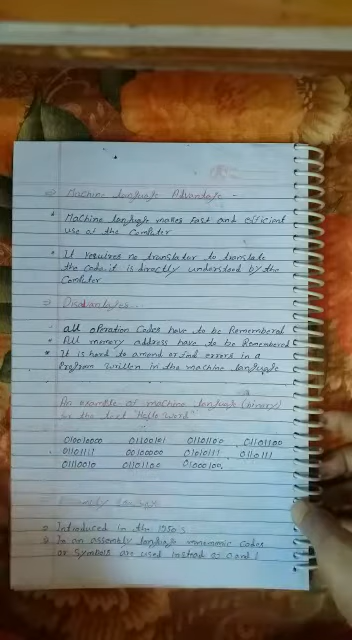 => Machine language Advantage -
* Machine language makes fast and efficient
use of the Computer
* It requires no translator to translate
the code. it is directly understood by the
Computer
=> Disadvantages...
- all operation Codes have to be Remembered
* All memory address have to be Remembered
* It is hard to amend or find errors in a
Program written in the machine language
An example of machine language (binary)
for the text "Hello Word"
01001000 01100101 01101100 01101100
01101111 00100000 01010111 0110111
01110010 01101100 01000100
=> Assembly language
=> Introduced in the 1950's
=> In an assembly language mnemonic codes
or symbols are used instead of 0 and 1